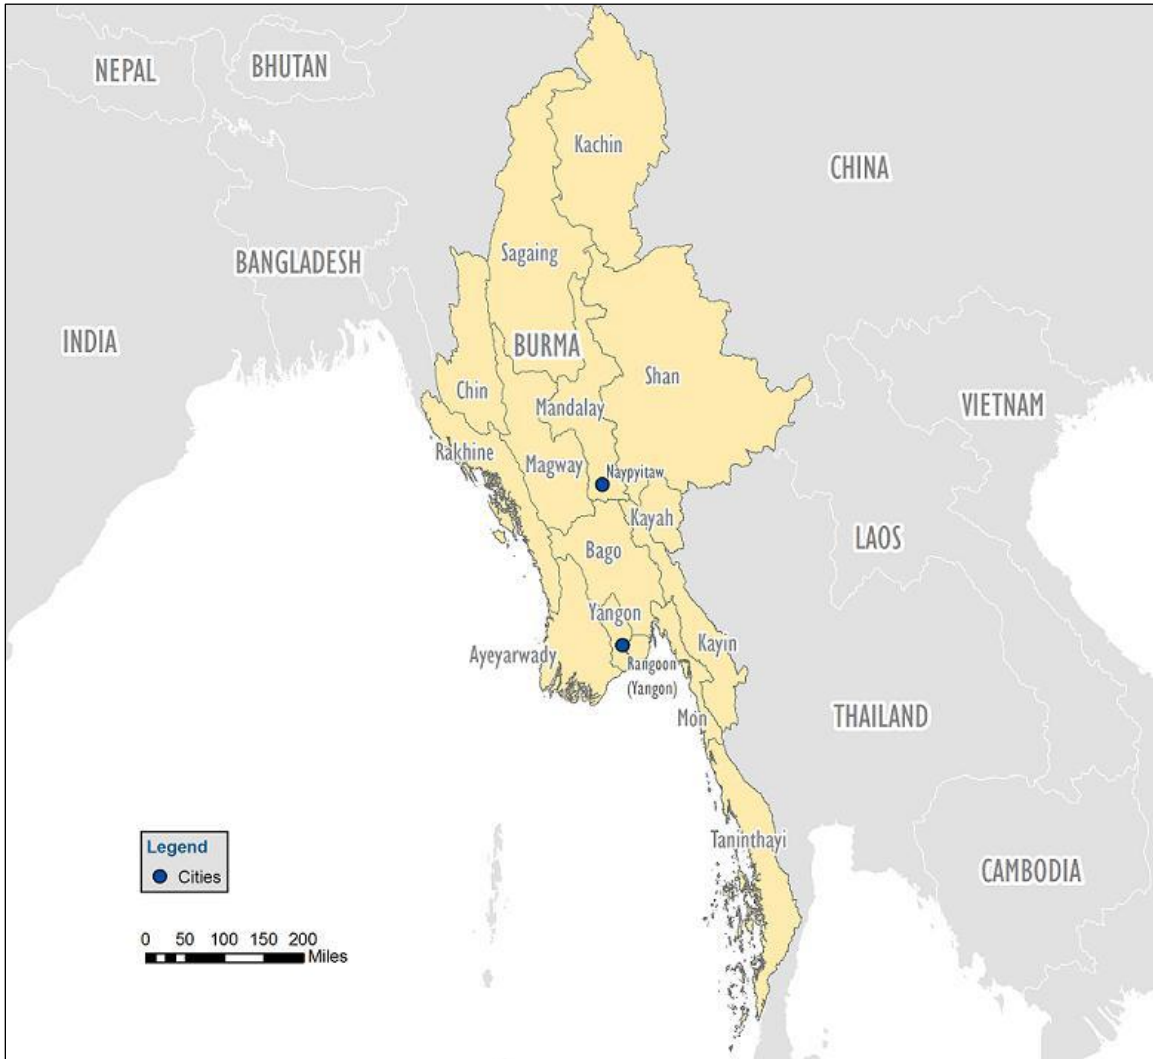 NEPAL
BHUTAN
Kachin
CHINA
Sagaing
BANGLADESH
INDIA
BURMA
Shan
Chin
Mandalay
VIETNAM
Rakhine
Magway
Naypyitaw
Kayah
LAOS
Bago
Yangon
Kayin
Ayeyarwady
Rangoon
(Yangon)
Mon
THAILAND
Taninthayi
Legend
Cities
CAMBODIA
0 50 100 150 200
Miles